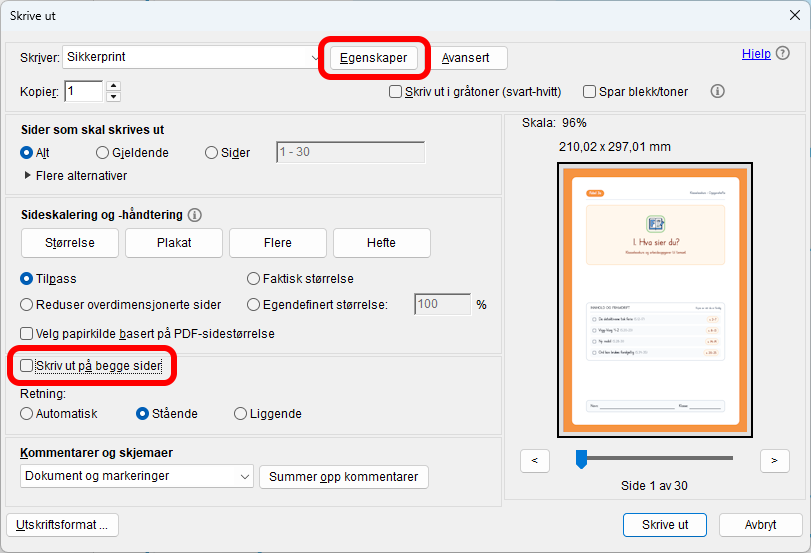 Skrive ut
Skriver: Sikkerprint Egenskaper Avansert Hjelp ?
Kopier: 1 Skriv ut i gråtoner (svart-hvitt) Spar blekk/toner i
Sider som skal skrives ut
Alt Gjeldende Sider 1 - 30
Flere alternativer
Sideskalering og -håndtering i
Størrelse Plakat Flere Hefte
Tilpass Faktisk størrelse
Reduser overdimensjonerte sider Egendefinert størrelse: 100 %
Velg papirkilde basert på PDF-sidestørrelse
Skriv ut på begge sider
Retning:
Automatisk Stående Liggende
Kommentarer og skjemaer
Dokument og markeringer Summer opp kommentarer
Skala: 96%
210,02 x 297,01 mm
1. Hva sier du?
< >
Side 1 av 30
Utskriftsformat ... Skrive ut Avbryt